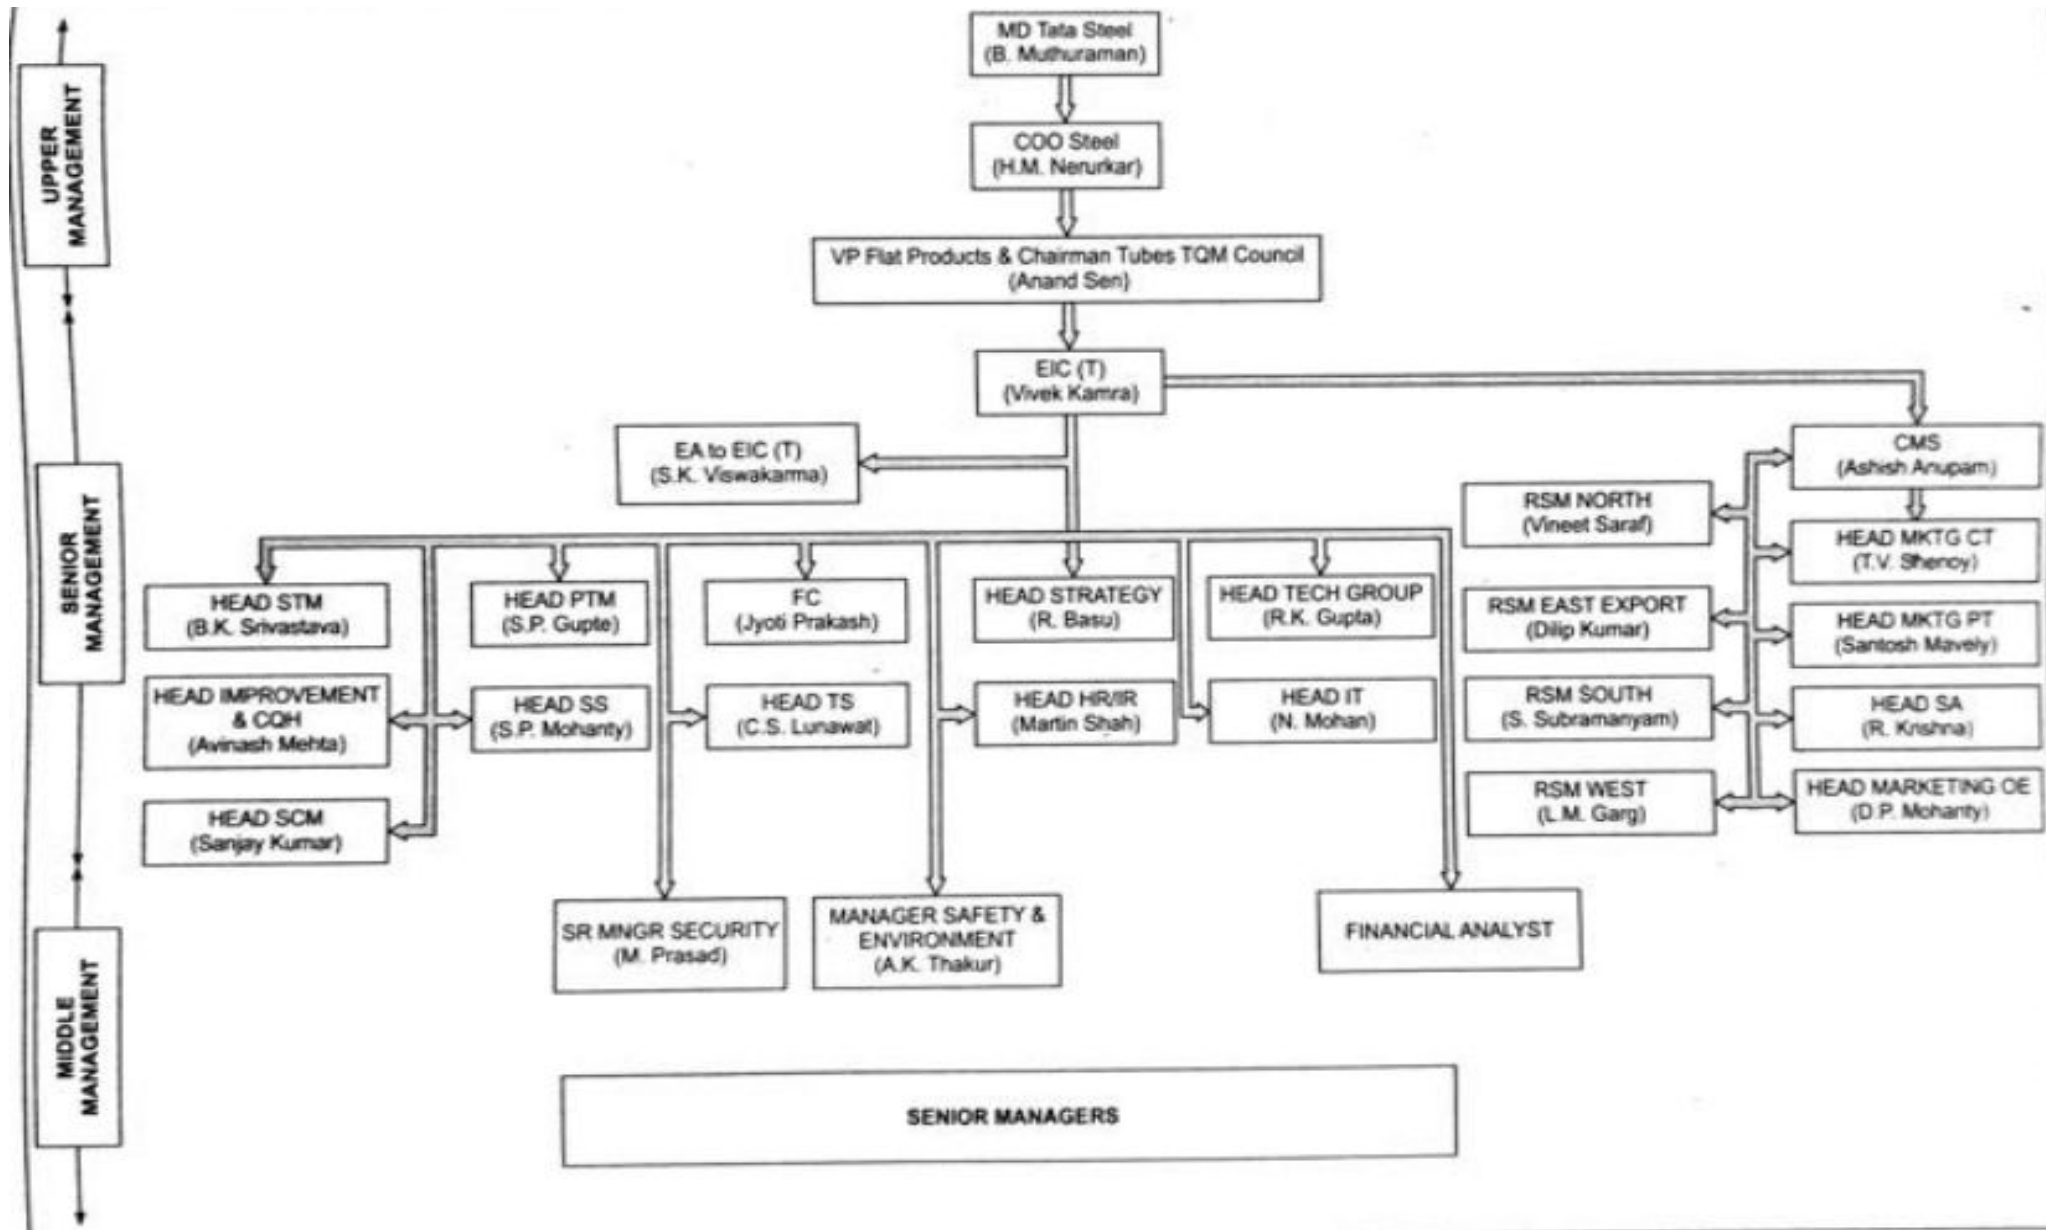 MD Tata Steel
(B. Muthuraman)
COO Steel
(H.M. Nerurkar)
VP Flat Products & Chairman Tubes TQM Council
(Anand Sen)
EIC (T)
(Vivek Kamra)
EA to EIC (T)
(S.K. Viswakarma)
CMS
(Ashish Anupam)
RSM NORTH
(Vineet Saraf)
HEAD MKTG CT
(T.V. Shenoy)
RSM EAST EXPORT
(Dilip Kumar)
HEAD MKTG PT
(Santosh Mavely)
RSM SOUTH
(S. Subramanyam)
HEAD SA
(R. Krishna)
RSM WEST
(L.M. Garg)
HEAD MARKETING OE
(D.P. Mohanty)
HEAD STM
(B.K. Srivastava)
HEAD PTM
(S.P. Gupte)
FC
(Jyoti Prakash)
HEAD STRATEGY
(R. Basu)
HEAD TECH GROUP
(R.K. Gupta)
HEAD IMPROVEMENT
& CQH
(Avinash Mehta)
HEAD SS
(S.P. Mohanty)
HEAD TS
(C.S. Lunawat)
HEAD HR/IR
(Martin Shah)
HEAD IT
(N. Mohan)
HEAD SCM
(Sanjay Kumar)
SR MNGR SECURITY
(M. Prasad)
MANAGER SAFETY &
ENVIRONMENT
(A.K. Thakur)
FINANCIAL ANALYST
SENIOR MANAGERS
UPPER
MANAGEMENT
SENIOR
MANAGEMENT
MIDDLE
MANAGEMENT